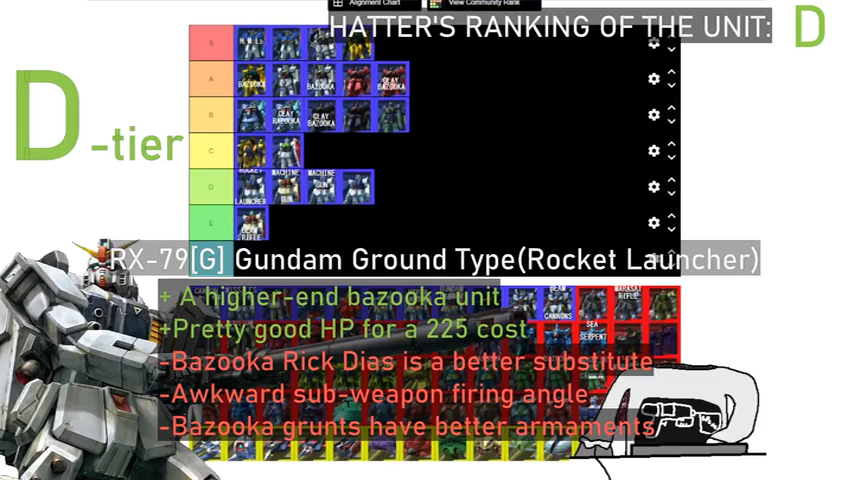 Alignment Chart
View Community Rank
HATTER'S RANKING OF THE UNIT: D
D-tier
S
A
BAZOOKA
BAZOOKA
CLAY BAZOOKA
B
CLAY BAZOOKA
CLAY BAZOOKA
C
D
ROCKET LAUNCHER
MACHINE GUN
MACHINE GUN
E
BEAM RIFLE
RX-79[G] Gundam Ground Type(Rocket Launcher)
BEAM CANNONS
MARASAI RIFLE
SEA SERPENT
+ A higher-end bazooka unit
+Pretty good HP for a 225 cost
-Bazooka Rick Dias is a better substitute
-Awkward sub-weapon firing angle
-Bazooka grunts have better armaments